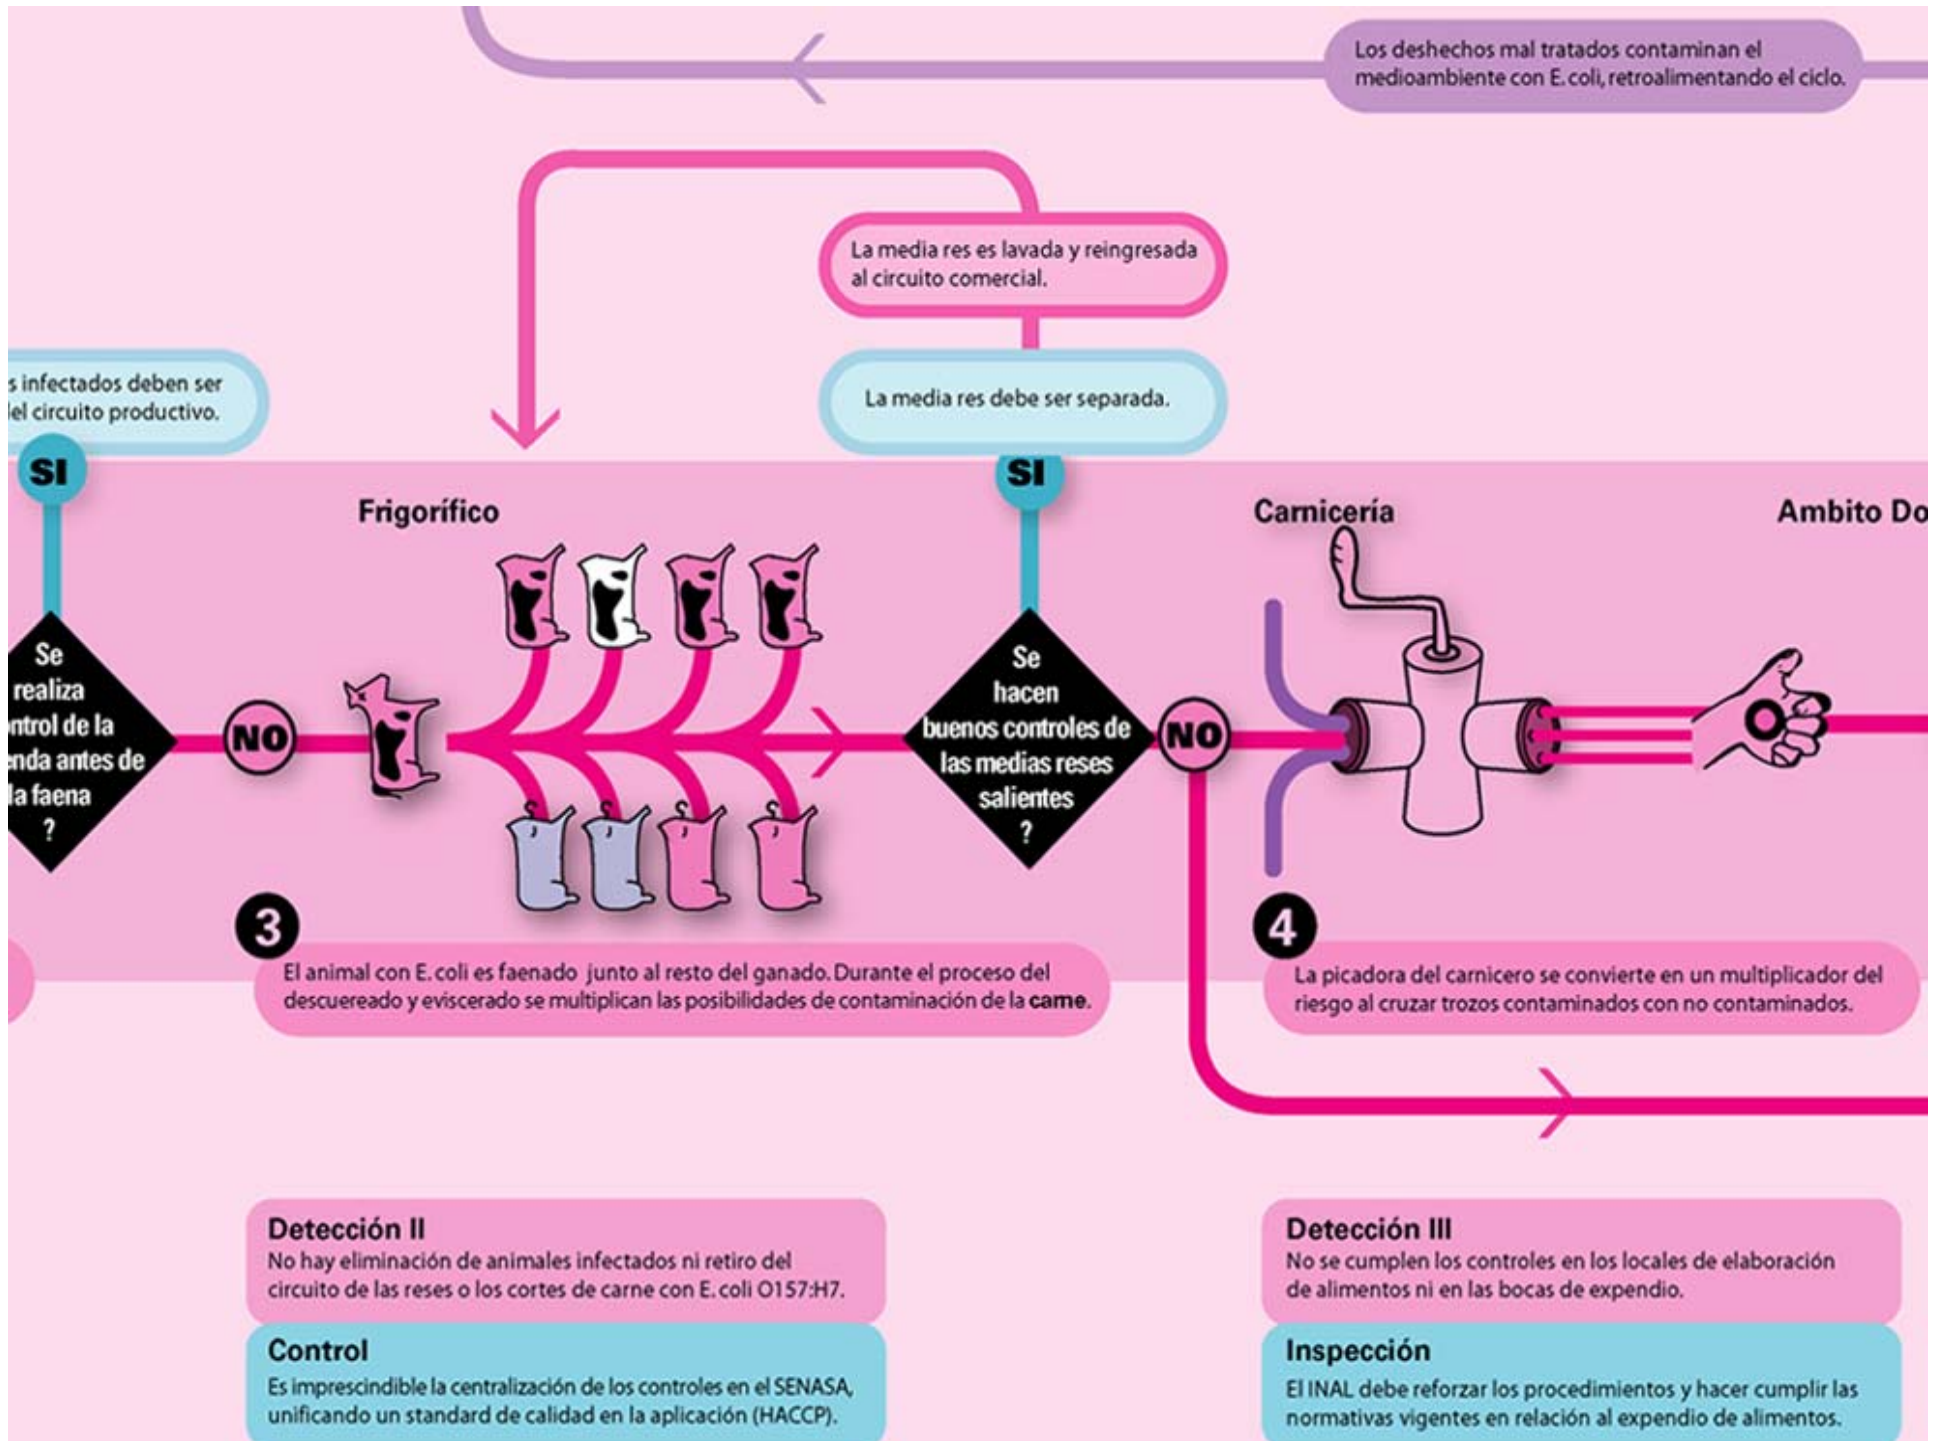 Los deshechos mal tratados contaminan el
medioambiente con E. coli, retroalimentando el ciclo.
La media res es lavada y reingresada
al circuito comercial.
s infectados deben ser
el circuito productivo.
La media res debe ser separada.
SI
SI
Frigorífico
Carnicería
Ambito Do
Se
realiza
ntrol de la
enda antes de
la faena
?
NO
Se
hacen
buenos controles de
las medias reses
salientes
?
NO
3
El animal con E. coli es faenado junto al resto del ganado. Durante el proceso del
descuereado y eviscerado se multiplican las posibilidades de contaminación de la carne.
4
La picadora del carnicero se convierte en un multiplicador del
riesgo al cruzar trozos contaminados con no contaminados.
Detección II
No hay eliminación de animales infectados ni retiro del
circuito de las reses o los cortes de carne con E. coli O157:H7.
Control
Es imprescindible la centralización de los controles en el SENASA,
unificando un standard de calidad en la aplicación (HACCP).
Detección III
No se cumplen los controles en los locales de elaboración
de alimentos ni en las bocas de expendio.
Inspección
El INAL debe reforzar los procedimientos y hacer cumplir las
normativas vigentes en relación al expendio de alimentos.